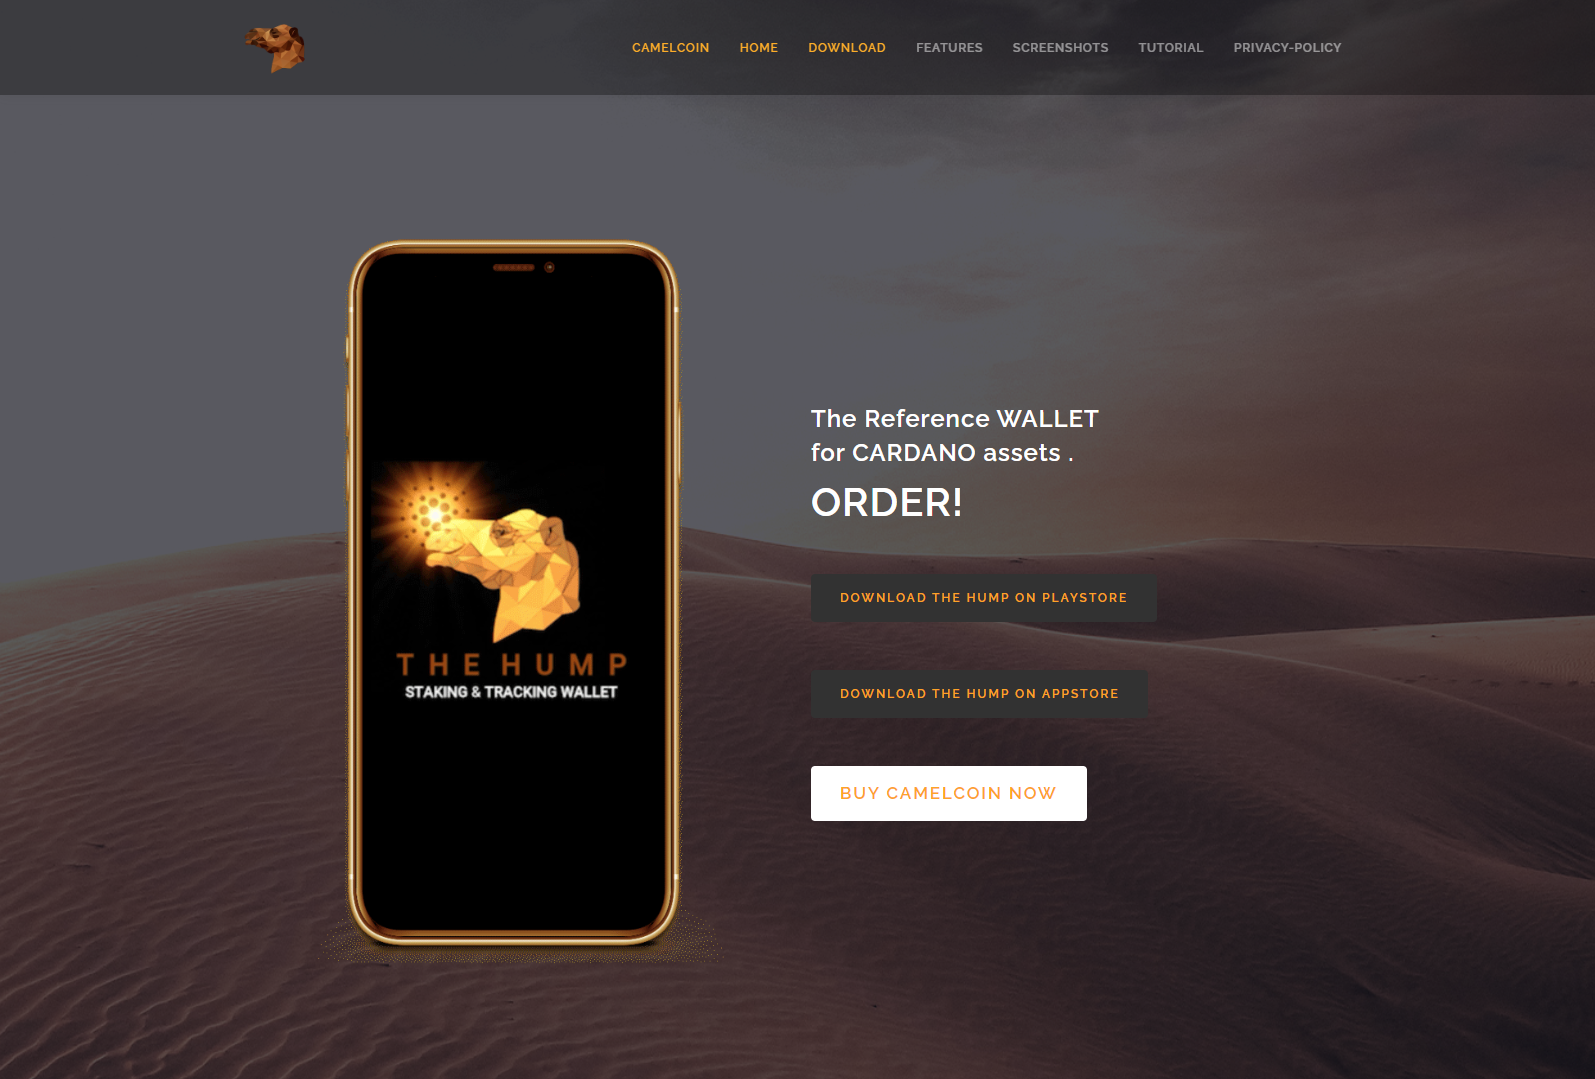 CAMELCOIN HOME DOWNLOAD FEATURES SCREENSHOTS TUTORIAL PRIVACY-POLICY
THE HUMP
STAKING & TRACKING WALLET
The Reference WALLET
for CARDANO assets .
ORDER!
DOWNLOAD THE HUMP ON PLAYSTORE
DOWNLOAD THE HUMP ON APPSTORE
BUY CAMELCOIN NOW